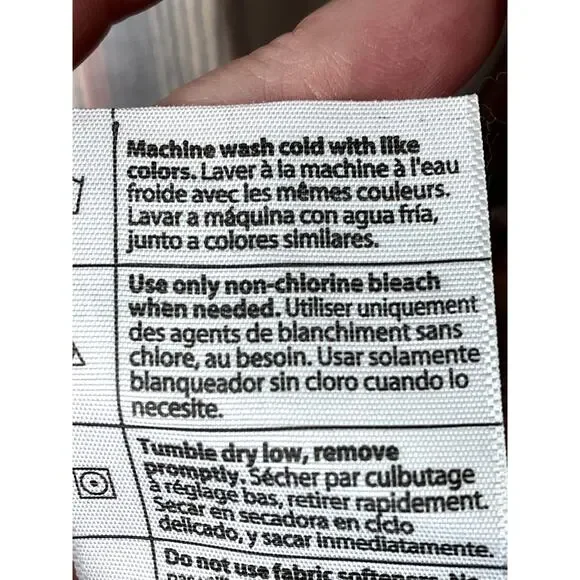 Machine wash cold with like
colors. Laver à la machine à l'eau
froide avec les mêmes couleurs.
Lavar a máquina con agua fría,
junto a colores similares.
Use only non-chlorine bleach
when needed. Utiliser uniquement
des agents de blanchiment sans
chlore, au besoin. Usar solamente
blanqueador sin cloro cuando lo
necesite.
Tumble dry low, remove
promptly. Sécher par culbutage
à réglage bas, retirer rapidement.
Secar en secadora en ciclo
delicado, y sacar inmediatamente.
Do not use fabric